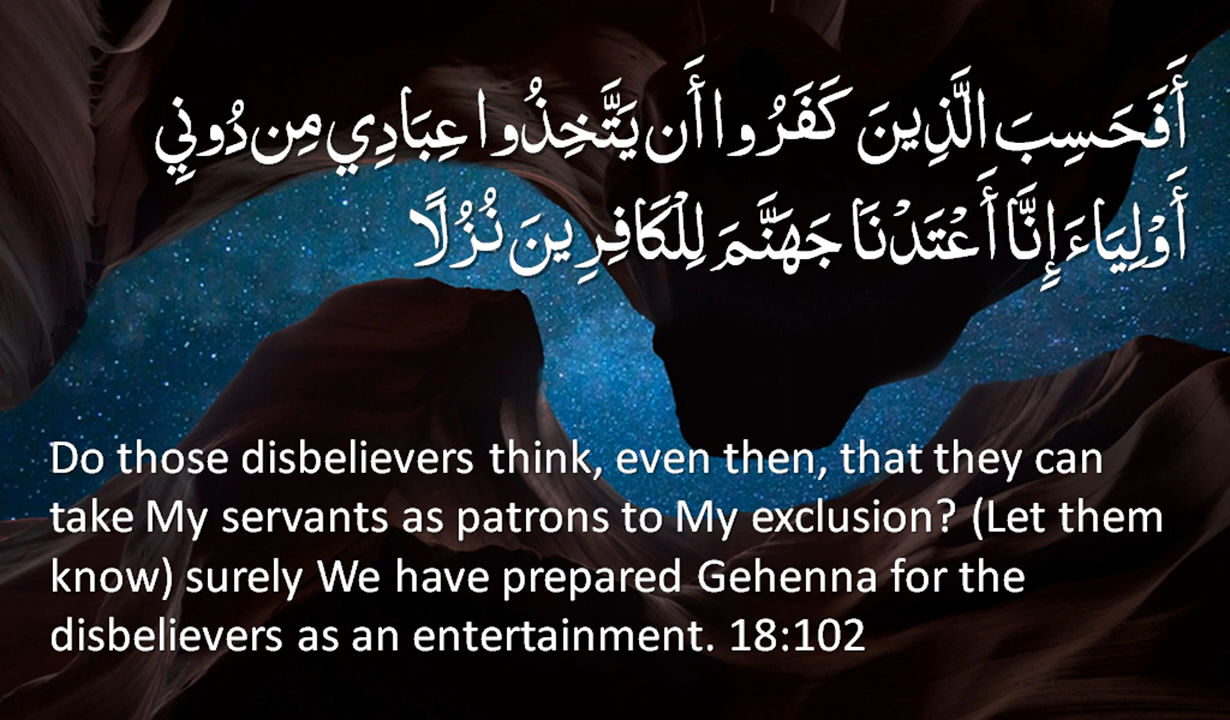 أَفَحَسِبَ الَّذِينَ كَفَرُوا أَن يَتَّخِذُوا عِبَادِي مِن دُونِي
أَوْلِيَاءَ إِنَّا أَعْتَدْنَا جَهَنَّمَ لِلْكَافِرِينَ نُزُلًا
Do those disbelievers think, even then, that they can
take My servants as patrons to My exclusion? (Let them
know) surely We have prepared Gehenna for the
disbelievers as an entertainment. 18:102